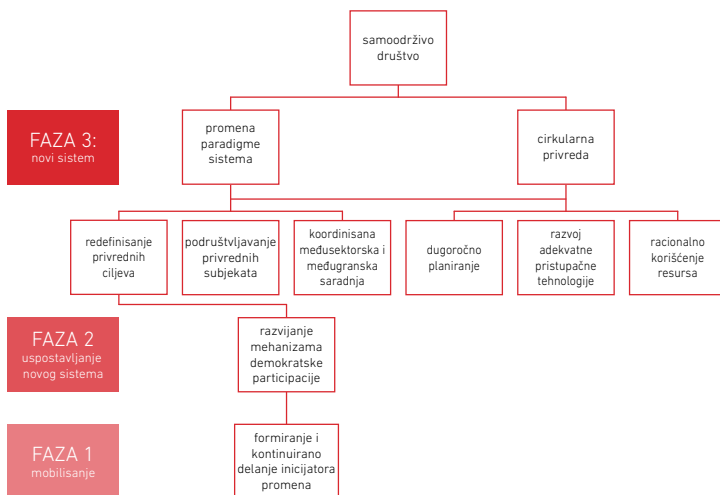 samoodrživo
društvo
FAZA 3:
novi sistem
promena
paradigme
sistema
cirkularna
privreda
redefinisanje
privrednih
ciljeva
podruštvljavanje
privrednih
subjekata
koordinisana
međusektorska i
međugranska
saradnja
dugoročno
planiranje
razvoj
adekvatne
pristupačne
tehnologije
racionalno
korišćenje
resursa
FAZA 2
uspostavljanje
novog sistema
razvijanje
mehanizama
demokratske
participacije
FAZA 1
mobilisanje
formiranje i
kontinuirano
delanje inicijatora
promena